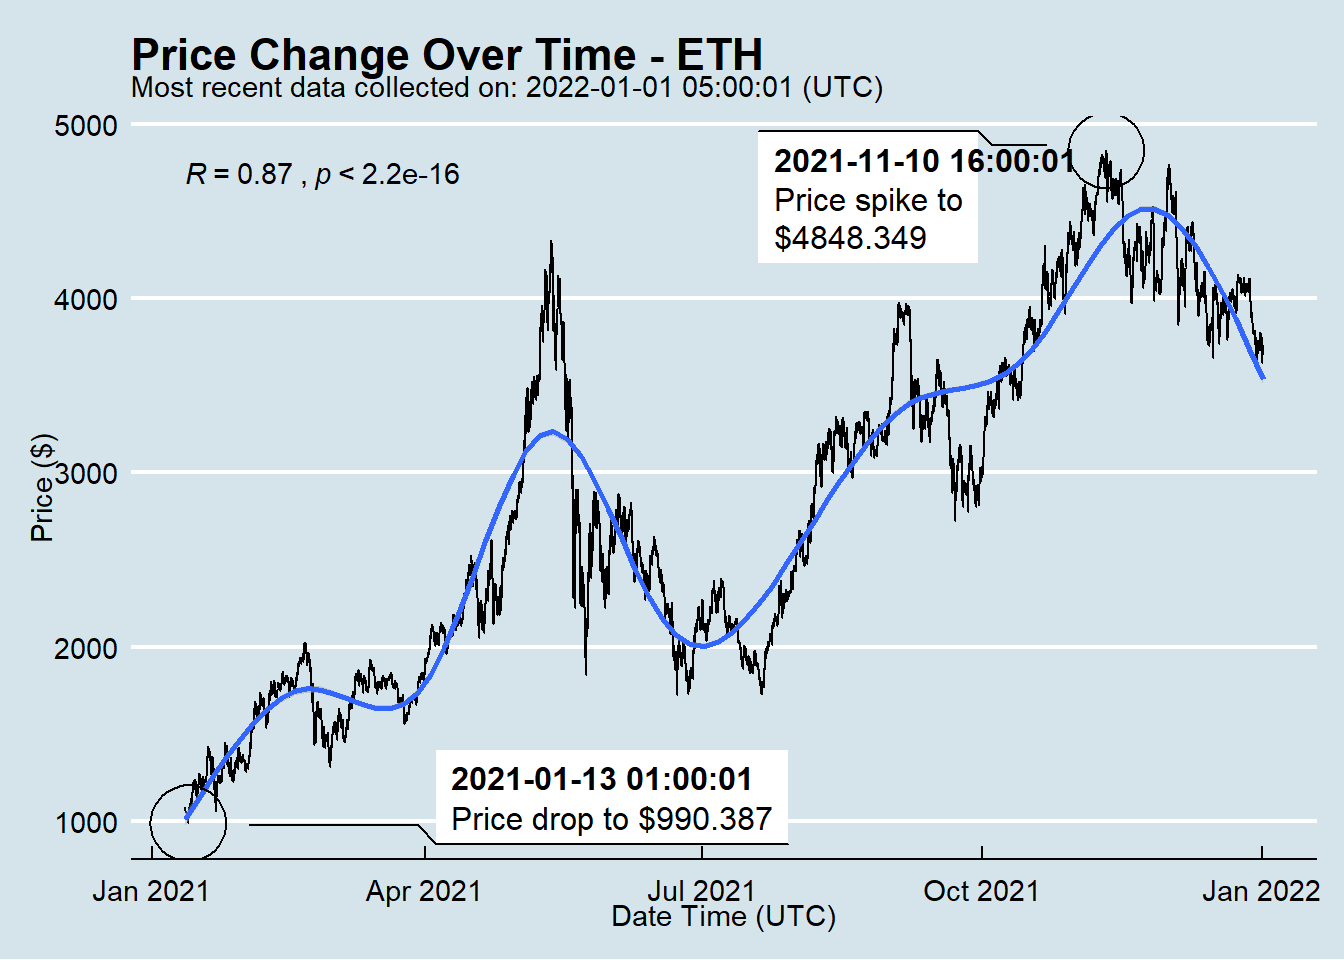 Price Change Over Time - ETH
Most recent data collected on: 2022-01-01 05:00:01 (UTC)
R = 0.87 , p < 2.2e-16
2021-11-10 16:00:01
Price spike to
$4848.349
2021-01-13 01:00:01
Price drop to $990.387
Price ($)
5000
4000
3000
2000
1000
Jan 2021 Apr 2021 Jul 2021 Oct 2021 Jan 2022
Date Time (UTC)